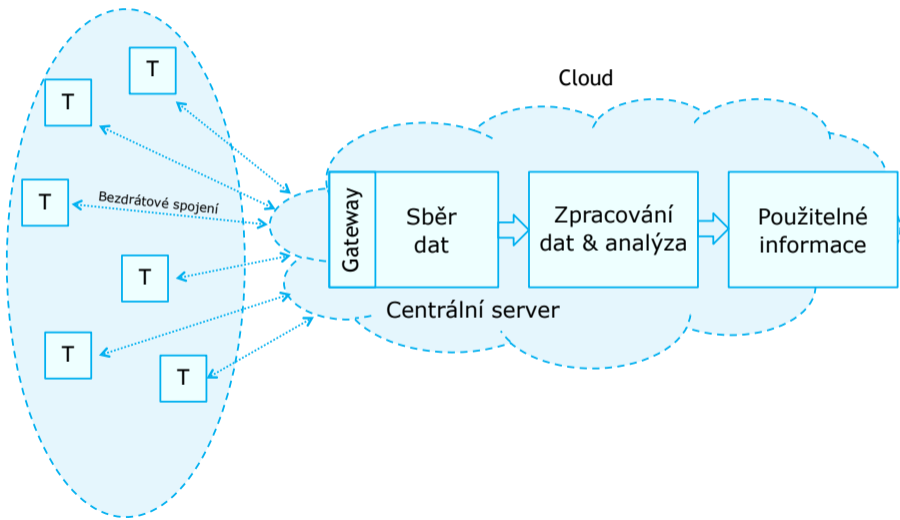 Cloud
T
T
T
Bezdrátové spojení
T
T
T
Gateway
Sběr
dat
Zpracování
dat & analýza
Použitelné
informace
Centrální server